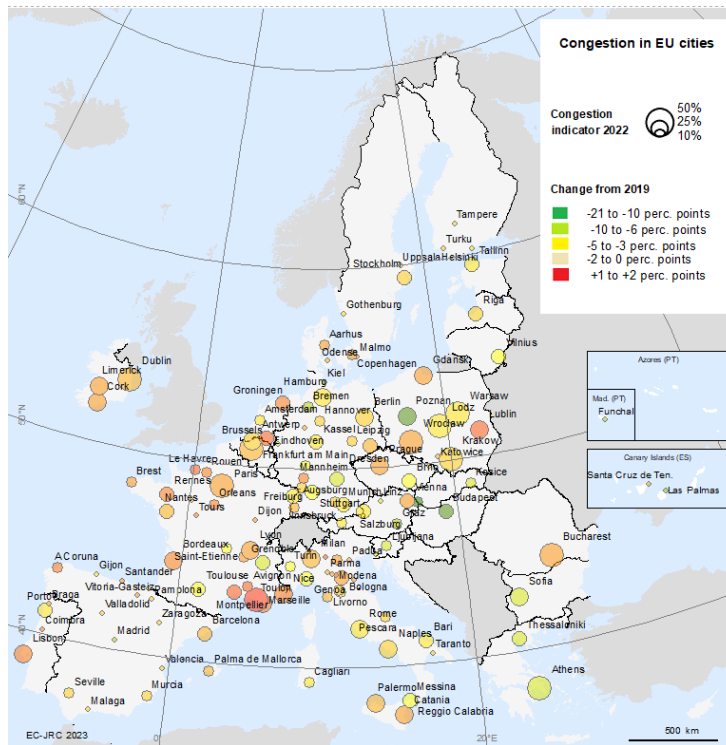 Congestion in EU cities
Congestion
indicator 2022
50%
25%
10%
Change from 2019
-21 to -10 perc. points
-10 to -6 perc. points
-5 to -3 perc. points
-2 to 0 perc. points
+1 to +2 perc. points
60°N
50°N
40°N
0°
20°E
Tampere
Turku
Uppsala
Helsinki
Tallinn
Stockholm
Gothenburg
Riga
Vilnius
Aarhus
Odense
Malmo
Copenhagen
Kiel
Gdansk
Dublin
Limerick
Cork
Groningen
Hamburg
Bremen
Amsterdam
Hannover
Berlin
Poznan
Warsaw
Lodz
Lublin
Brussels
Antwerp
Eindhoven
Kassel
Leipzig
Wroclaw
Krakow
Katowice
Frankfurt am Main
Dresden
Prague
Le Havre
Rouen
Mannheim
Brno
Kosice
Brest
Rennes
Paris
Orleans
Augsburg
Munich
Linz
Vienna
Nantes
Tours
Freiburg
Stuttgart
Budapest
Dijon
Innsbruck
Salzburg
Graz
Ljubljana
Lyon
Bordeaux
Saint-Etienne
Grenoble
Turin
Milan
Padua
Bucharest
A Coruna
Gijon
Santander
Toulouse
Avignon
Nice
Parma
Modena
Sofia
Vitoria-Gasteiz
Pamplona
Toulon
Genoa
Bologna
Porto
Braga
Valladolid
Montpellier
Marseille
Livorno
Coimbra
Zaragoza
Rome
Thessaloniki
Madrid
Barcelona
Pescara
Naples
Bari
Lisbon
Taranto
Valencia
Palma de Mallorca
Athens
Cagliari
Seville
Murcia
Palermo
Messina
Catania
Malaga
Reggio Calabria
Azores (PT)
Mad. (PT)
Funchal
Canary Islands (ES)
Santa Cruz de Ten.
Las Palmas
EC-JRC 2023
500 km